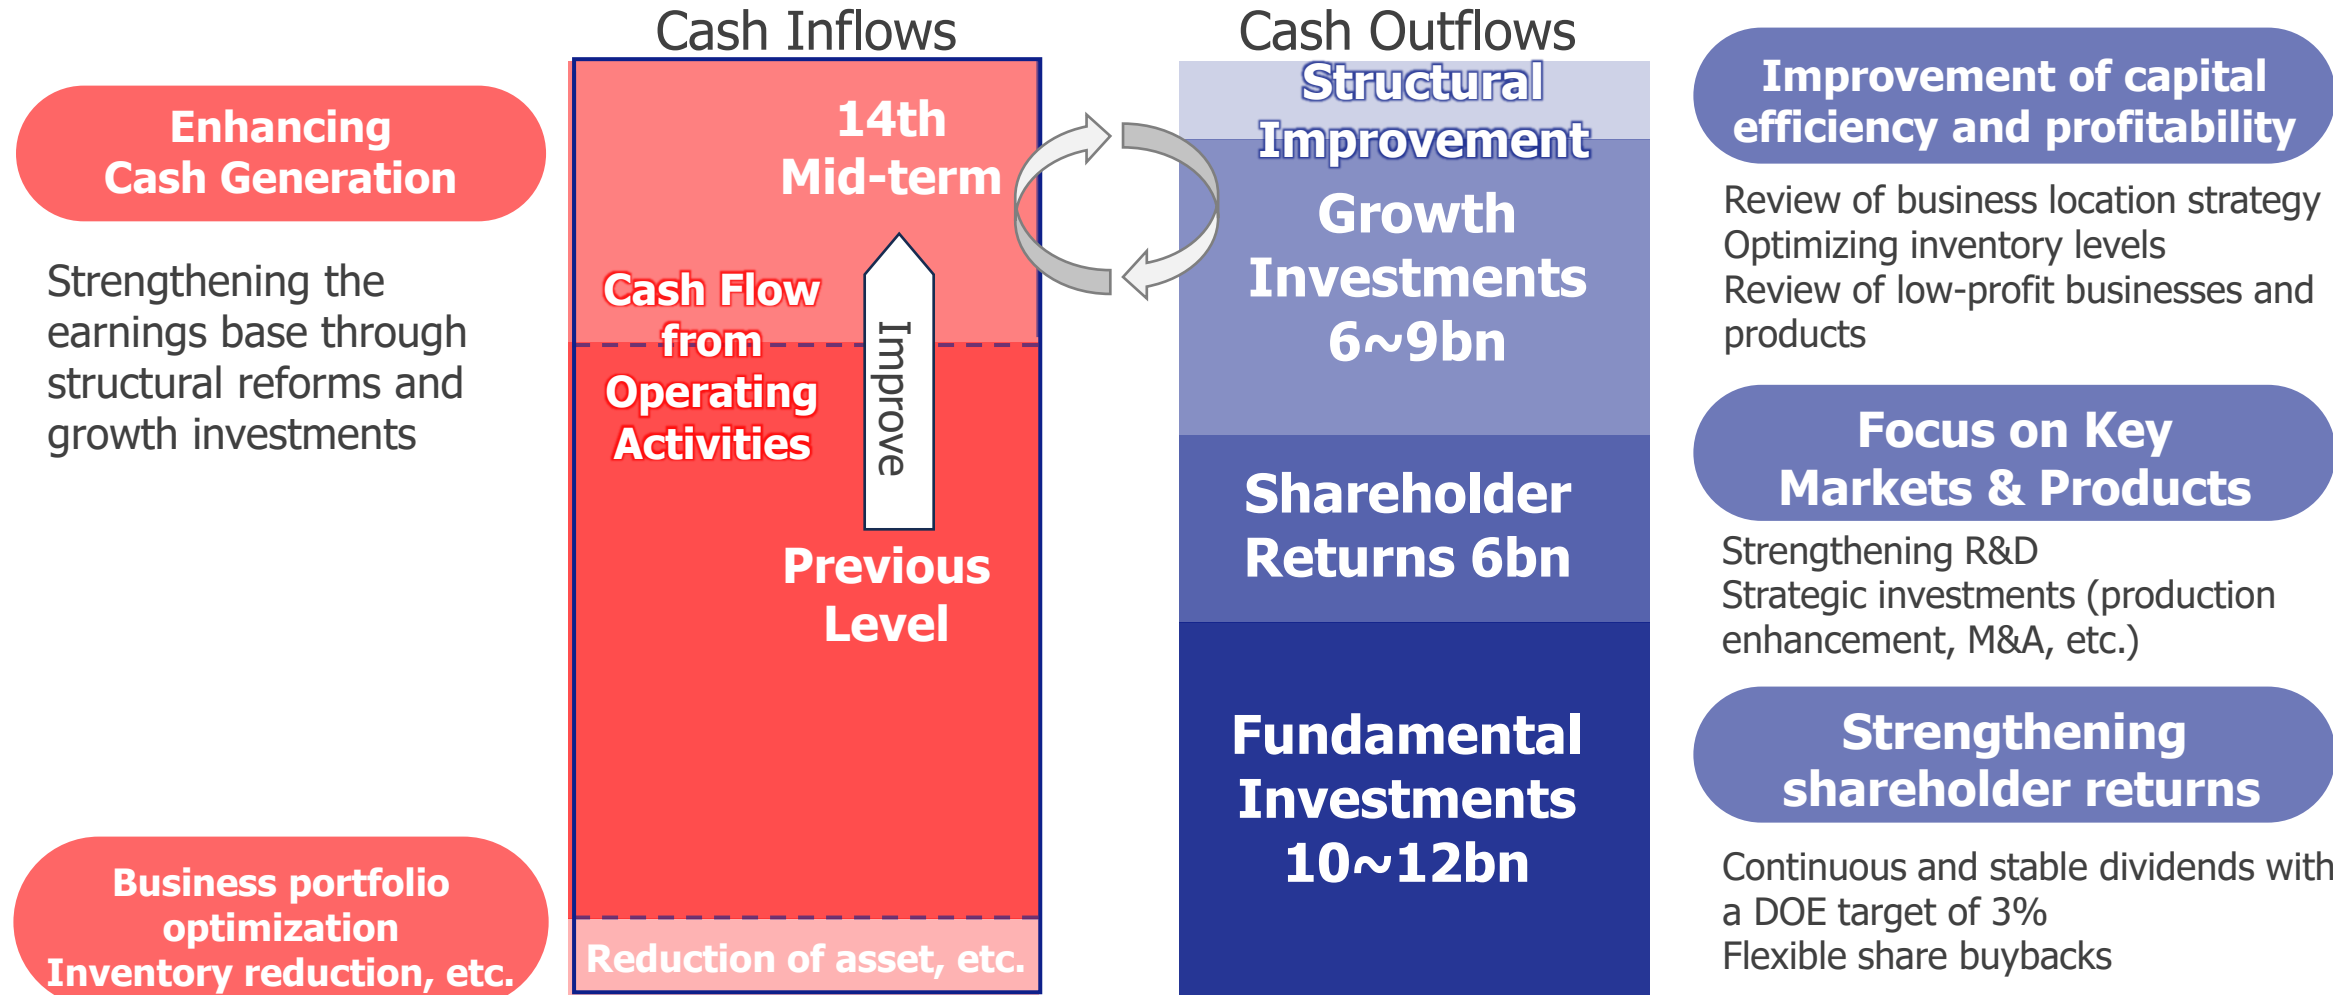 Cash Inflows
Cash Outflows
Enhancing
Cash Generation
Strengthening the
earnings base through
structural reforms and
growth investments
Business portfolio
optimization
Inventory reduction, etc.
14th
Mid-term
Cash Flow
from
Operating
Activities
Improve
Previous
Level
Reduction of asset, etc.
Structural
Improvement
Growth
Investments
6~9bn
Shareholder
Returns 6bn
Fundamental
Investments
10~12bn
Improvement of capital
efficiency and profitability
Review of business location strategy
Optimizing inventory levels
Review of low-profit businesses and
products
Focus on Key
Markets & Products
Strengthening R&D
Strategic investments (production
enhancement, M&A, etc.)
Strengthening
shareholder returns
Continuous and stable dividends with
a DOE target of 3%
Flexible share buybacks